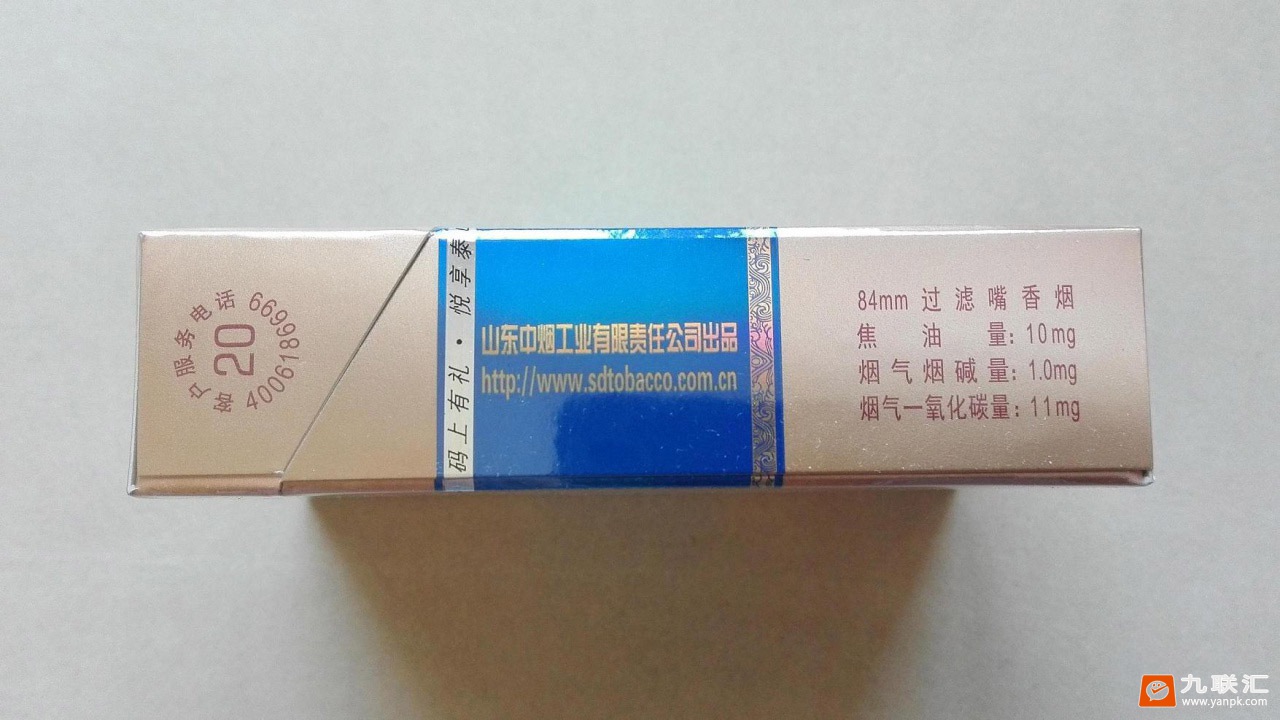 客户服务电话
20
4006189999
码上有礼·悦享泰
山东中烟工业有限责任公司出品
http://www.sdtobacco.com.cn
84mm 过滤嘴香烟
焦油量: 10mg
烟气烟碱量: 1.0mg
烟气一氧化碳量: 11mg
九联汇
www.yanpk.com